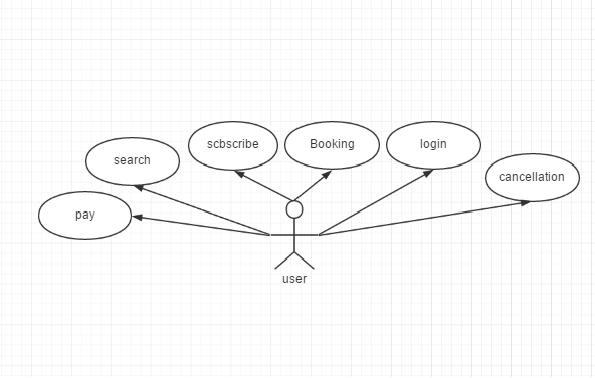 scbscribe
Booking
login
search
cancellation
pay
user